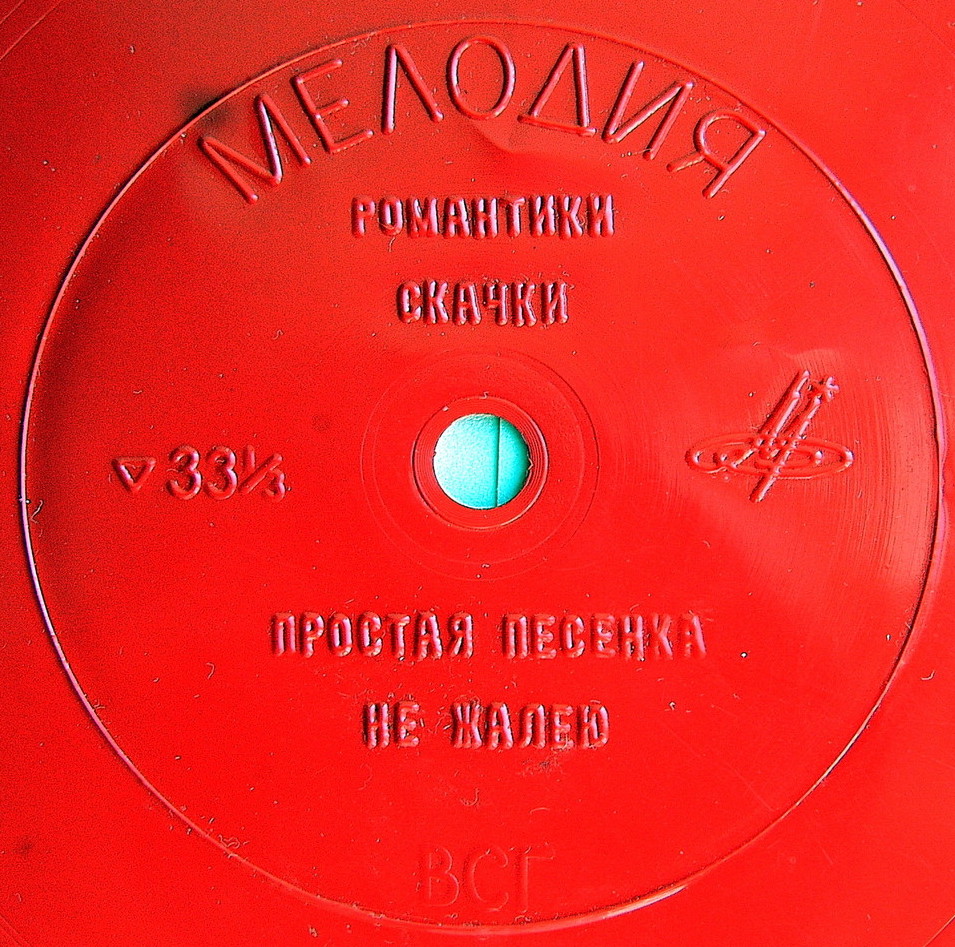 МЕЛОДИЯ
РОМАНТИКИ
СКАЧКИ
▽ 33⅓
ПРОСТАЯ ПЕСЕНКА
НЕ ЖАЛЕЮ
ВСГ